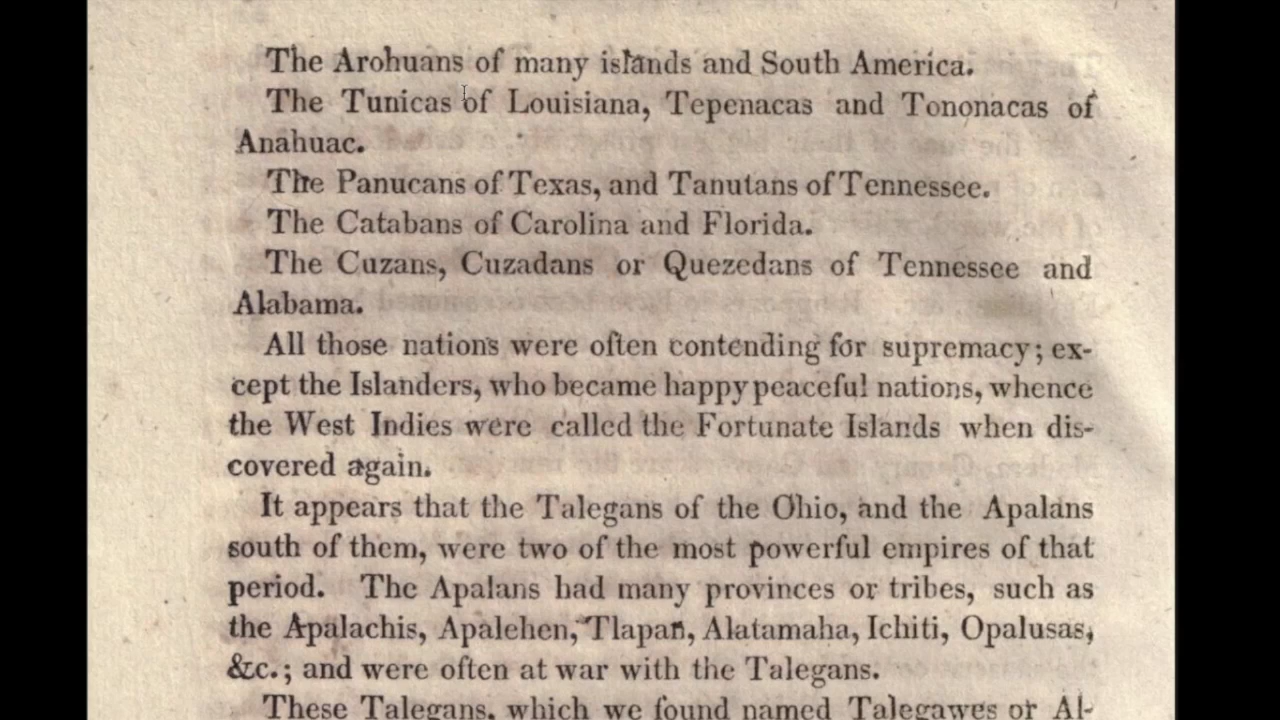 The Arohuans of many islands and South America.
The Tunicas of Louisiana, Tepenacas and Tononacas of
Anahuac.
The Panucans of Texas, and Tanutans of Tennessee.
The Catabans of Carolina and Florida.
The Cuzans, Cuzadans or Quezedans of Tennessee and
Alabama.
All those nations were often contending for supremacy; ex-
cept the Islanders, who became happy peaceful nations, whence
the West Indies were called the Fortunate Islands when dis-
covered again.
It appears that the Talegans of the Ohio, and the Apalans
south of them, were two of the most powerful empires of that
period. The Apalans had many provinces or tribes, such as
the Apalachis, Apalehen, Tlapan, Alatamaha, Ichiti, Opalusas,
&c.; and were often at war with the Talegans.
These Talegans, which we found named Talegawes or Al-